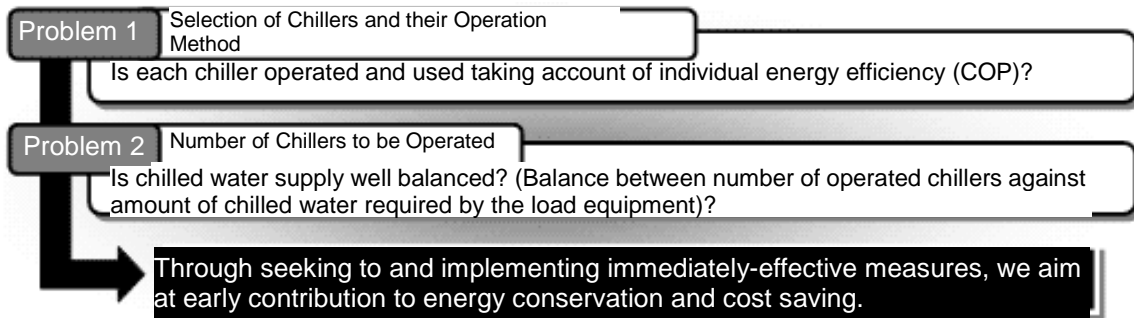 Problem 1
Selection of Chillers and their Operation
Method
Is each chiller operated and used taking account of individual energy efficiency (COP)?
Problem 2
Number of Chillers to be Operated
Is chilled water supply well balanced? (Balance between number of operated chillers against
amount of chilled water required by the load equipment)?
Through seeking to and implementing immediately-effective measures, we aim
at early contribution to energy conservation and cost saving.